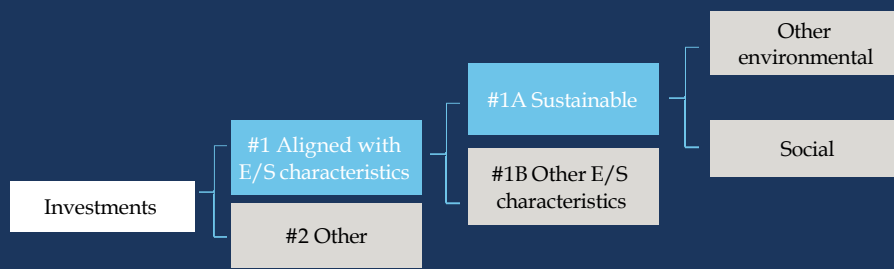 Other
environmental
#1A Sustainable
#1 Aligned with
E/S characteristics
Social
#1B Other E/S
characteristics
Investments
#2 Other